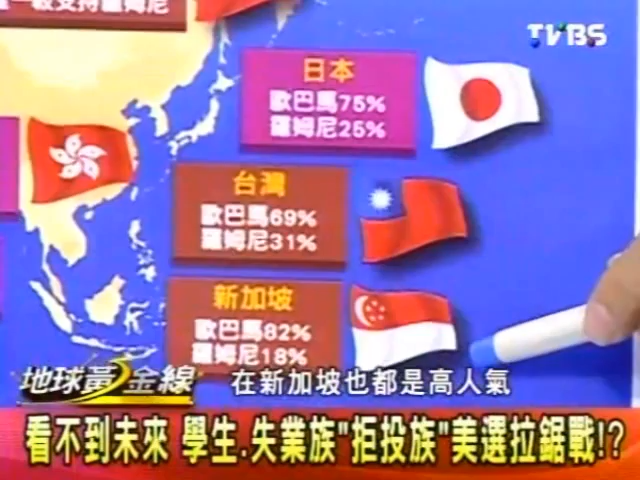 一致支持羅姆尼
TVBS
日本
歐巴馬75%
羅姆尼25%
台灣
歐巴馬69%
羅姆尼31%
新加坡
歐巴馬82%
羅姆尼18%
地球黃金線
在新加坡也都是高人氣
看不到未來 學生.失業族"拒投族"美選拉鋸戰!?